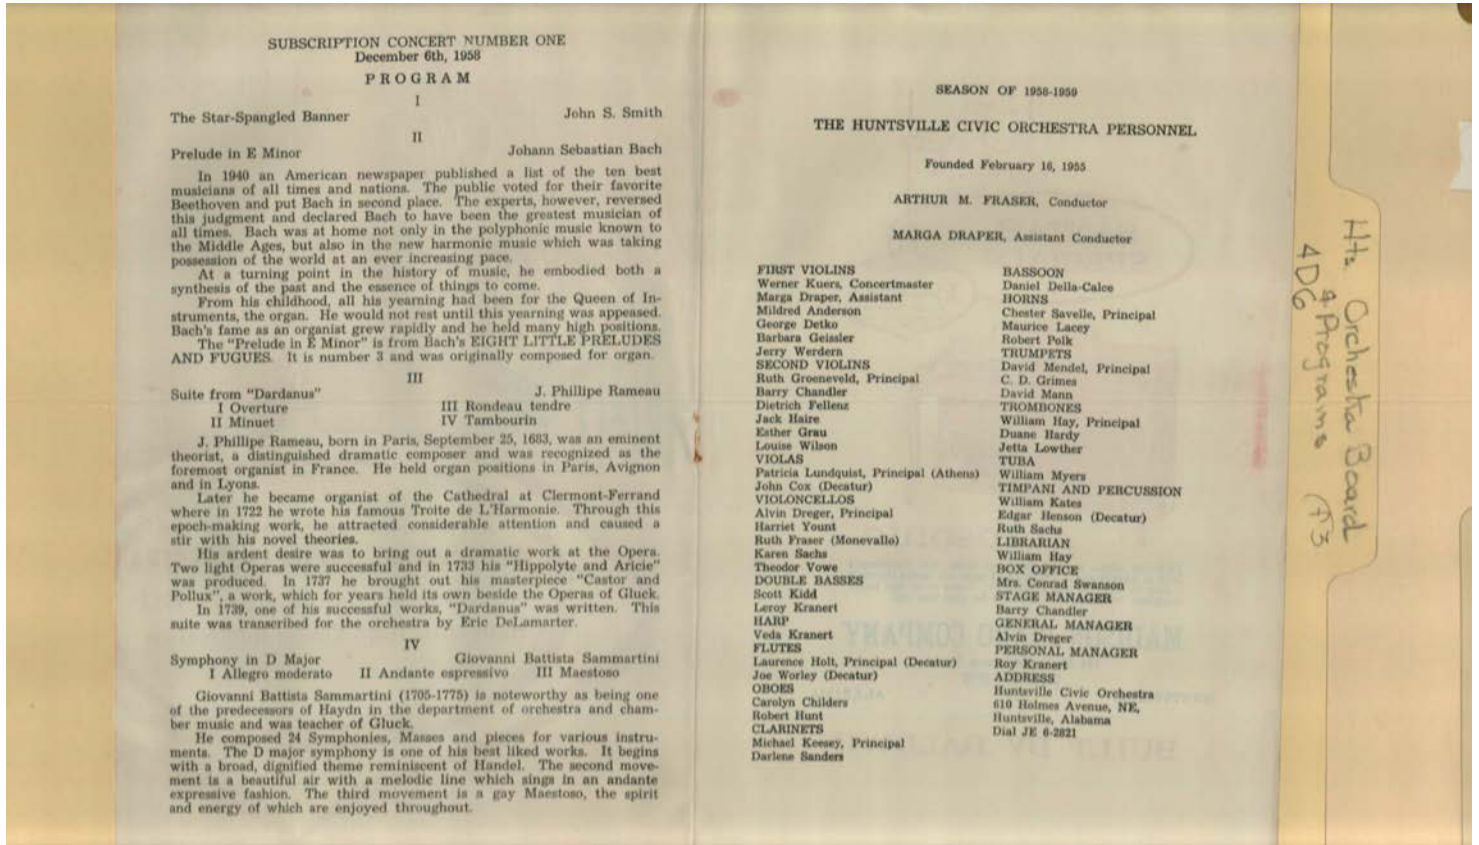 SUBSCRIPTION CONCERT NUMBER ONE
December 6th, 1958
PROGRAM
I
The Star-Spangled Banner John S. Smith
II
Prelude in E Minor Johann Sebastian Bach
In 1940 an American newspaper published a list of the ten best
musicians of all times and nations. The public voted for their favorite
Beethoven and put Bach in second place. The experts, however, reversed
this judgment and declared Bach to have been the greatest musician of
all times. Bach was at home not only in the polyphonic music known to
the Middle Ages, but also in the new harmonic music which was taking
possession of the world at an ever increasing pace.
At a turning point in the history of music, he embodied both a
synthesis of the past and the essence of things to come.
From his childhood, all his yearning had been for the Queen of In-
struments, the organ. He would not rest until this yearning was appeased.
Bach's fame as an organist grew rapidly and he held many high positions.
The "Prelude in E Minor" is from Bach's EIGHT LITTLE PRELUDES
AND FUGUES. It is number 3 and was originally composed for organ.
III
Suite from "Dardanus" J. Phillipe Rameau
I Overture III Rondeau tendre
II Minuet IV Tambourin
J. Phillipe Rameau, born in Paris, September 25, 1683, was an eminent
theorist, a distinguished dramatic composer and was recognized as the
foremost organist in France. He held organ positions in Paris, Avignon
and in Lyons.
Later he became organist of the Cathedral at Clermont-Ferrand
where in 1722 he wrote his famous Troite de L'Harmonie. Through this
epoch-making work, he attracted considerable attention and caused a
stir with his novel theories.
His ardent desire was to bring out a dramatic work at the Opera.
Two light Operas were successful and in 1733 his "Hippolyte and Aricie"
was produced. In 1737 he brought out his masterpiece "Castor and
Pollux", a work, which for years held its own beside the Operas of Gluck.
In 1739, one of his successful works, "Dardanus" was written. This
suite was transcribed for the orchestra by Eric DeLamarter.
IV
Symphony in D Major Giovanni Battista Sammartini
I Allegro moderato II Andante espressivo III Maestoso
Giovanni Battista Sammartini (1705-1775) is noteworthy as being one
of the predecessors of Haydn in the department of orchestra and cham-
ber music and was teacher of Gluck.
He composed 24 Symphonies, Masses and pieces for various instru-
ments. The D major symphony is one of his best liked works. It begins
with a broad, dignified theme reminiscent of Handel. The second move-
ment is a beautiful air with a melodic line which sings in an andante
expressive fashion. The third movement is a gay Maestoso, the spirit
and energy of which are enjoyed throughout.
SEASON OF 1958-1959
THE HUNTSVILLE CIVIC ORCHESTRA PERSONNEL
Founded February 16, 1955
ARTHUR M. FRASER, Conductor
MARGA DRAPER, Assistant Conductor
FIRST VIOLINS
Werner Kuers, Concertmaster
Marga Draper, Assistant
Mildred Anderson
George Detko
Barbara Geissler
Jerry Werdern
SECOND VIOLINS
Ruth Groeneveld, Principal
Barry Chandler
Dietrich Fellenz
Jack Haire
Esther Grau
Louise Wilson
VIOLAS
Patricia Lundquist, Principal (Athens)
John Cox (Decatur)
VIOLONCELLOS
Alvin Dreger, Principal
Harriet Yount
Ruth Fraser (Monevallo)
Karen Sachs
Theodor Vowe
DOUBLE BASSES
Scott Kidd
Leroy Kranert
HARP
Veda Kranert
FLUTES
Laurence Holt, Principal (Decatur)
Joe Worley (Decatur)
OBOES
Carolyn Childers
Robert Hunt
CLARINETS
Michael Keesey, Principal
Darlene Sanders
BASSOON
Daniel Della-Calce
HORNS
Chester Savelle, Principal
Maurice Lacey
Robert Polk
TRUMPETS
David Mendel, Principal
C. D. Grimes
David Mann
TROMBONES
William Hay, Principal
Duane Hardy
Jetta Lowther
TUBA
William Myers
TIMPANI AND PERCUSSION
William Kates
Edgar Henson (Decatur)
Ruth Sachs
LIBRARIAN
William Hay
BOX OFFICE
Mrs. Conrad Swanson
STAGE MANAGER
Barry Chandler
GENERAL MANAGER
Alvin Dreger
PERSONAL MANAGER
Roy Kranert
ADDRESS
Huntsville Civic Orchestra
610 Holmes Avenue, NE,
Huntsville, Alabama
Dial JE 6-2821
Orchestra Board
& Programs
4D6